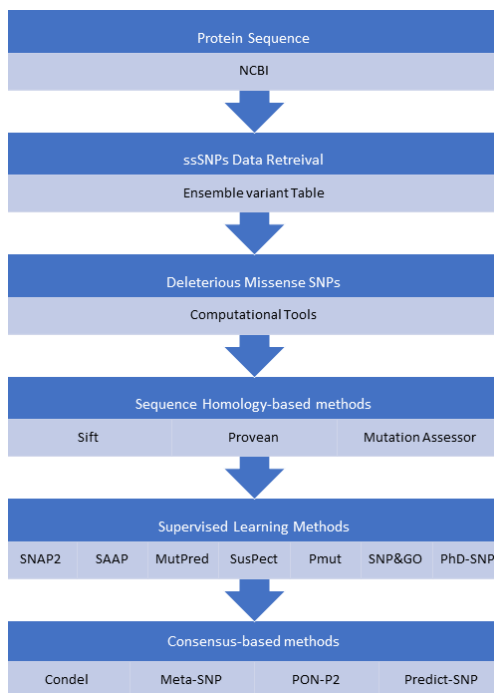 Protein Sequence
NCBI
ssSNPs Data Retreival
Ensemble variant Table
Deleterious Missense SNPs
Computational Tools
Sequence Homology-based methods
Sift Provean Mutation Assessor
Supervised Learning Methods
SNAP2 SAAP MutPred SusPect Pmut SNP&GO PhD-SNP
Consensus-based methods
Condel Meta-SNP PON-P2 Predict-SNP